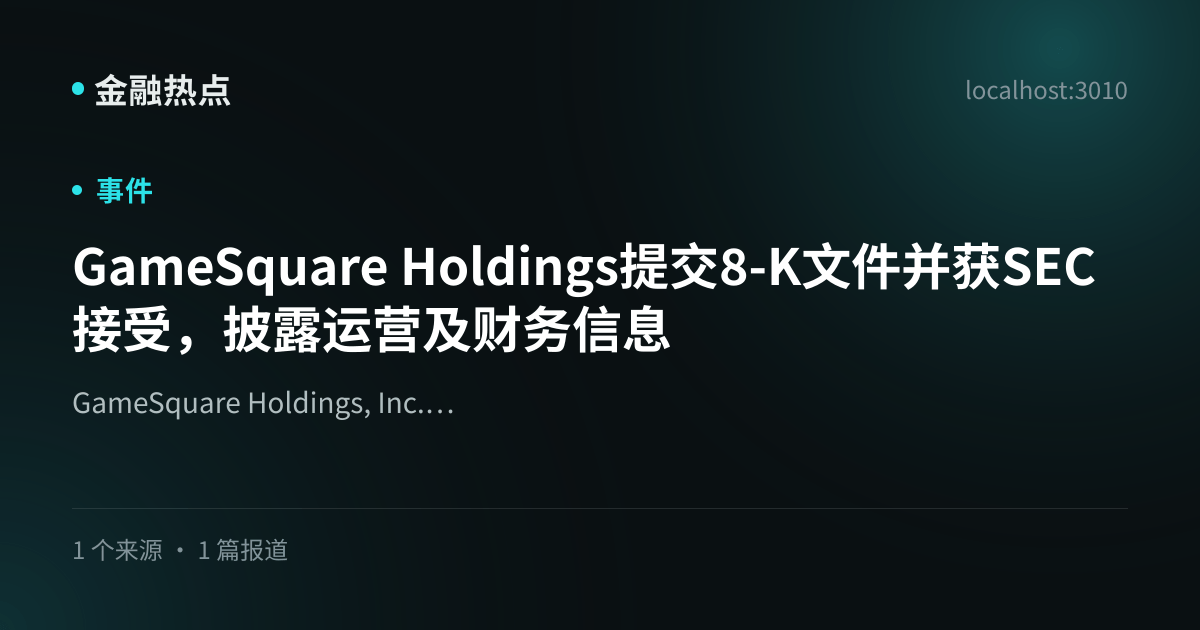 金融热点
localhost:3010
事件
GameSquare Holdings提交8-K文件并获SEC
接受，披露运营及财务信息
GameSquare Holdings, Inc.…
1 个来源 · 1 篇报道